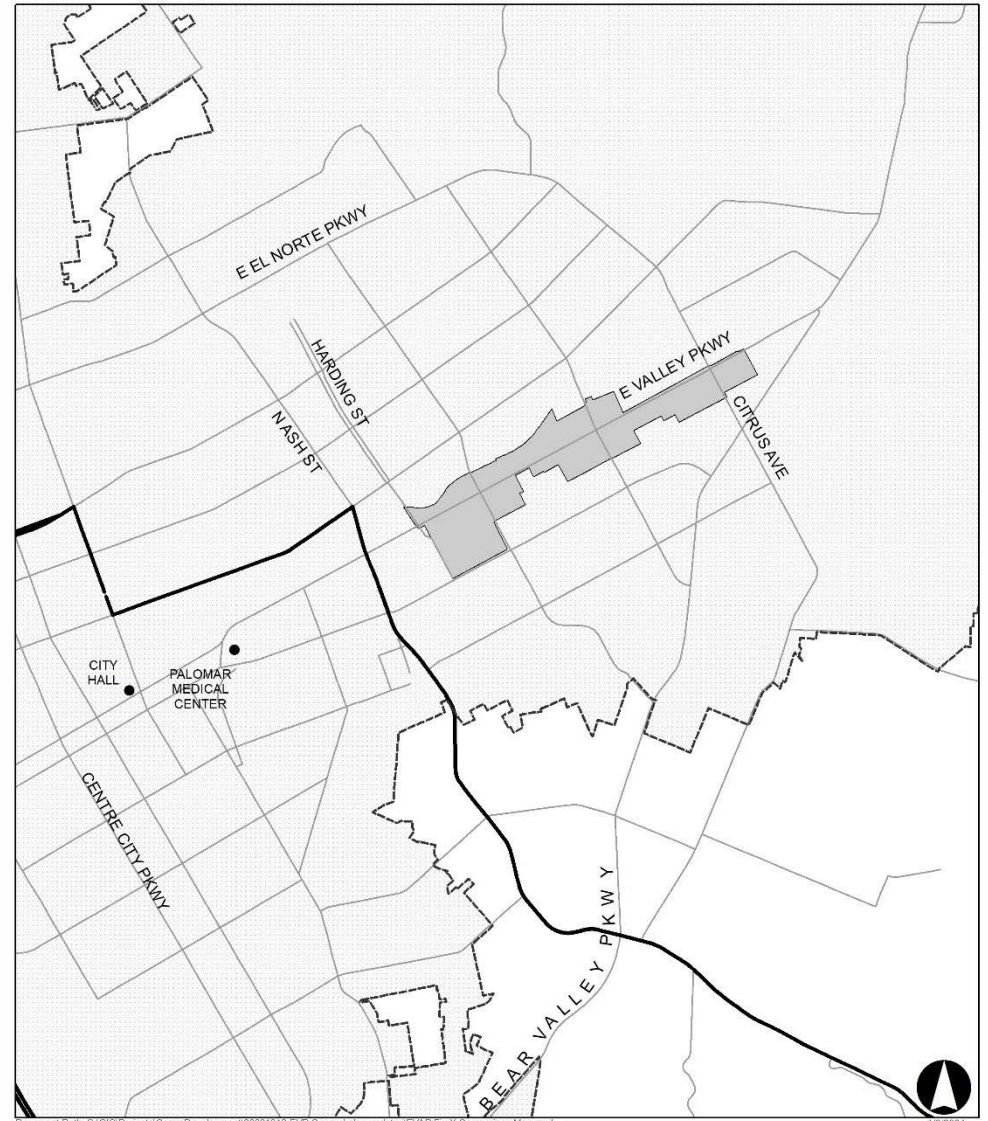 E EL NORTE PKWY
HARDING ST
N ASH ST
E VALLEY PKWY
CITRUS AVE
CITY
HALL
PALOMAR
MEDICAL
CENTER
CENTRE CITY PKWY
BEAR VALLEY PKWY